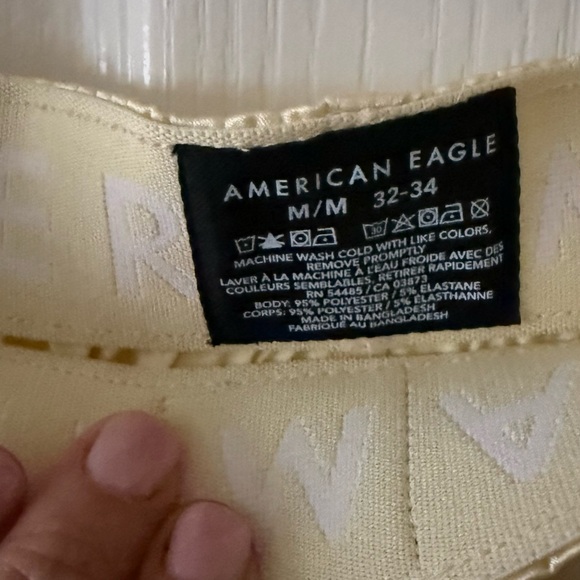 AMERICAN EAGLE
M/M 32-34
MACHINE WASH COLD WITH LIKE COLORS,
REMOVE PROMPTLY
LAVER À LA MACHINE À L'EAU FROIDE AVEC DES
COULEURS SEMBLABLES, RETIRER RAPIDEMENT
RN 54485 / CA 03873
BODY: 95% POLYESTER / 5% ELASTANE
CORPS: 95% POLYESTER / 5% ÉLASTHANNE
MADE IN BANGLADESH
FABRIQUÉ AU BANGLADESH